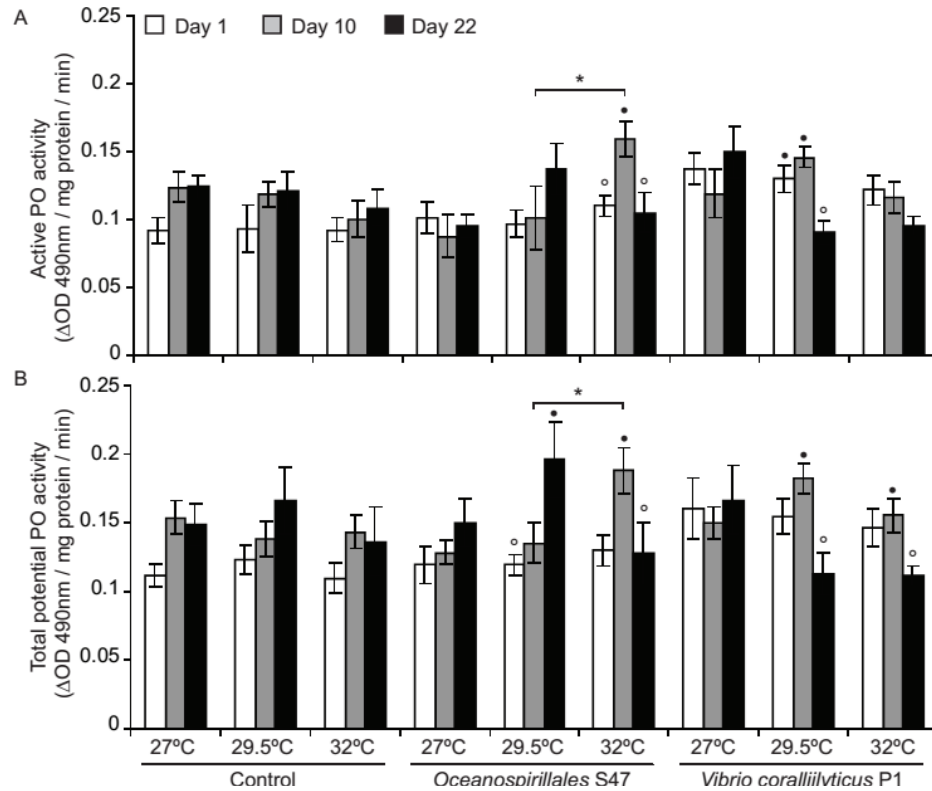 A
0.25
Day 1
Day 10
Day 22
0.2
*
0.15
0.1
0.05
0
Active PO activity
(ΔOD 490nm / mg protein / min)
B
0.25
*
0.2
0.15
0.1
0.05
0
Total potential PO activity
(ΔOD 490nm / mg protein / min)
27ºC 29.5ºC 32ºC 27ºC 29.5ºC 32ºC 27ºC 29.5ºC 32ºC
Control Oceanospirillales S47 Vibrio corallilyticus P1